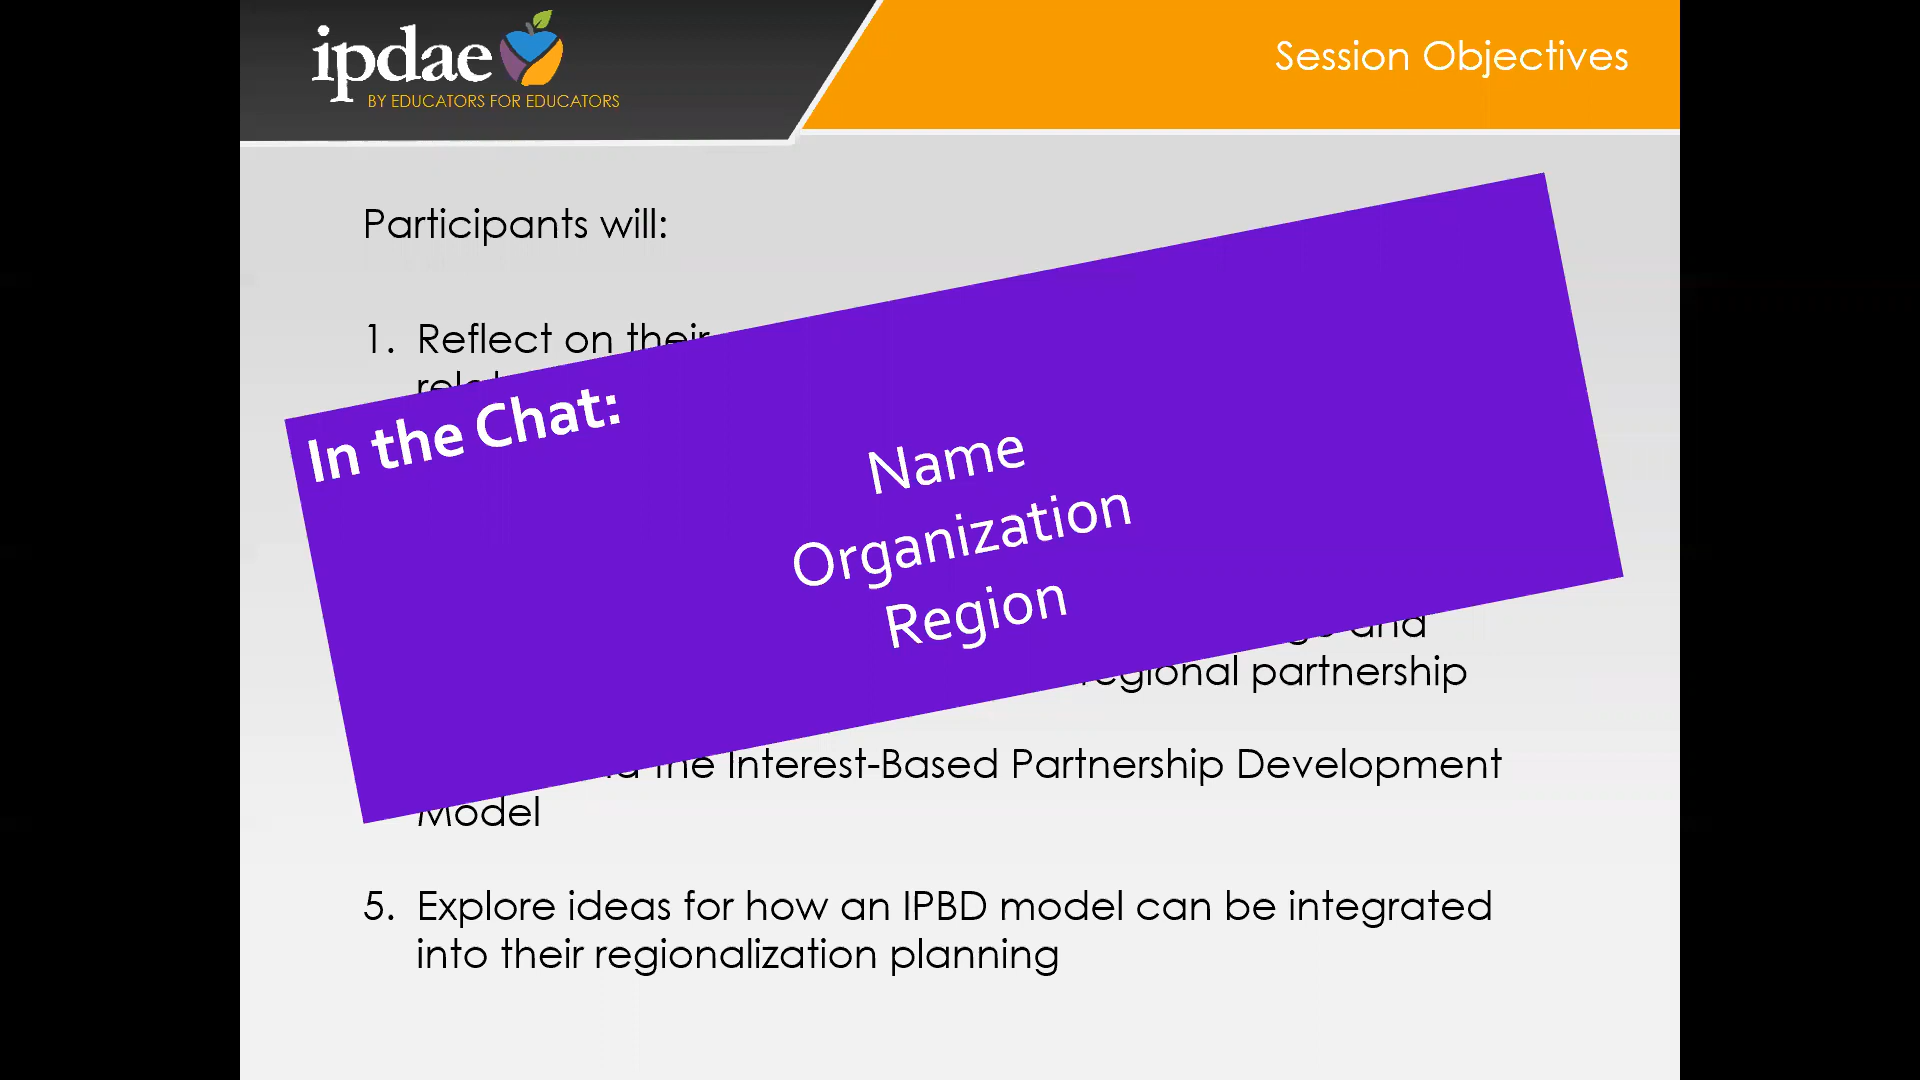 ipdae
BY EDUCATORS FOR EDUCATORS
Session Objectives
Participants will:
1. Reflect on their
In the Chat:
Name
Organization
Region
and
regional partnership
the Interest-Based Partnership Development
Model
5. Explore ideas for how an IPBD model can be integrated
into their regionalization planning